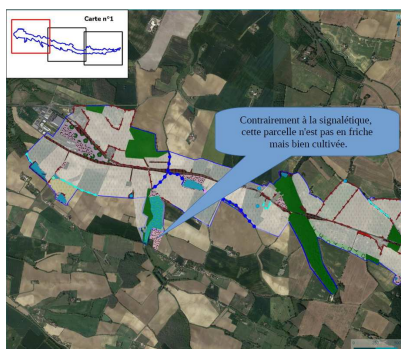 Carte n°1
Contrairement à la signalétique,
cette parcelle n'est pas en friche
mais bien cultivée.